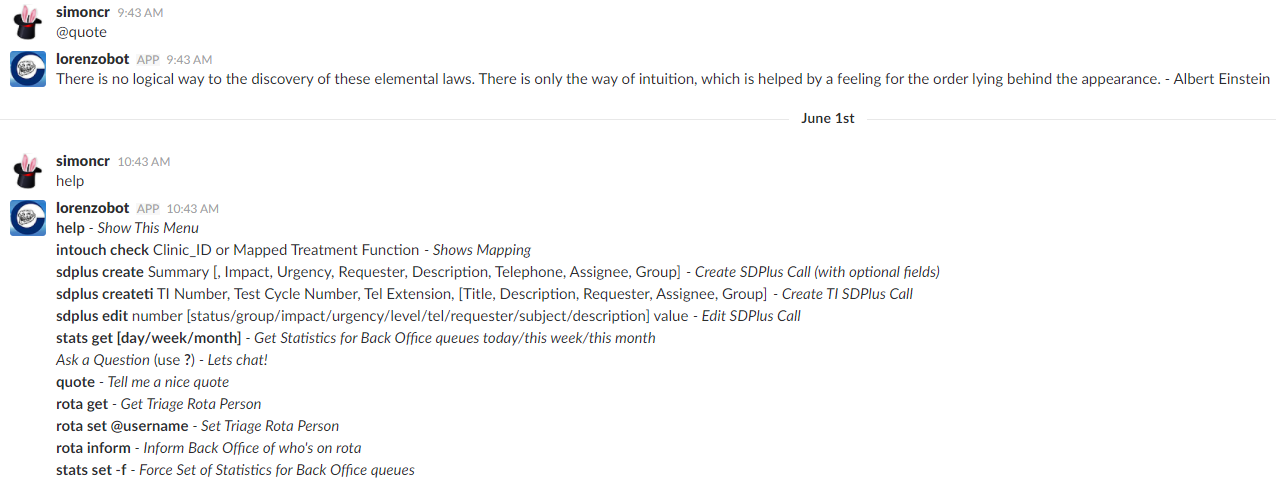 simoncr 9:43 AM
@quote
lorenzobot APP 9:43 AM
There is no logical way to the discovery of these elemental laws. There is only the way of intuition, which is helped by a feeling for the order lying behind the appearance. - Albert Einstein
June 1st
simoncr 10:43 AM
help
lorenzobot APP 10:43 AM
help - Show This Menu
intouch check Clinic_ID or Mapped Treatment Function - Shows Mapping
sdplus create Summary [, Impact, Urgency, Requester, Description, Telephone, Assignee, Group] - Create SDPlus Call (with optional fields)
sdplus createti TI Number, Test Cycle Number, Tel Extension, [Title, Description, Requester, Assignee, Group] - Create TI SDPlus Call
sdplus edit number [status/group/impact/urgency/level/tel/requester/subject/description] value - Edit SDPlus Call
stats get [day/week/month] - Get Statistics for Back Office queues today/this week/this month
Ask a Question (use ?) - Lets chat!
quote - Tell me a nice quote
rota get - Get Triage Rota Person
rota set @username - Set Triage Rota Person
rota inform - Inform Back Office of who's on rota
stats set -f - Force Set of Statistics for Back Office queues